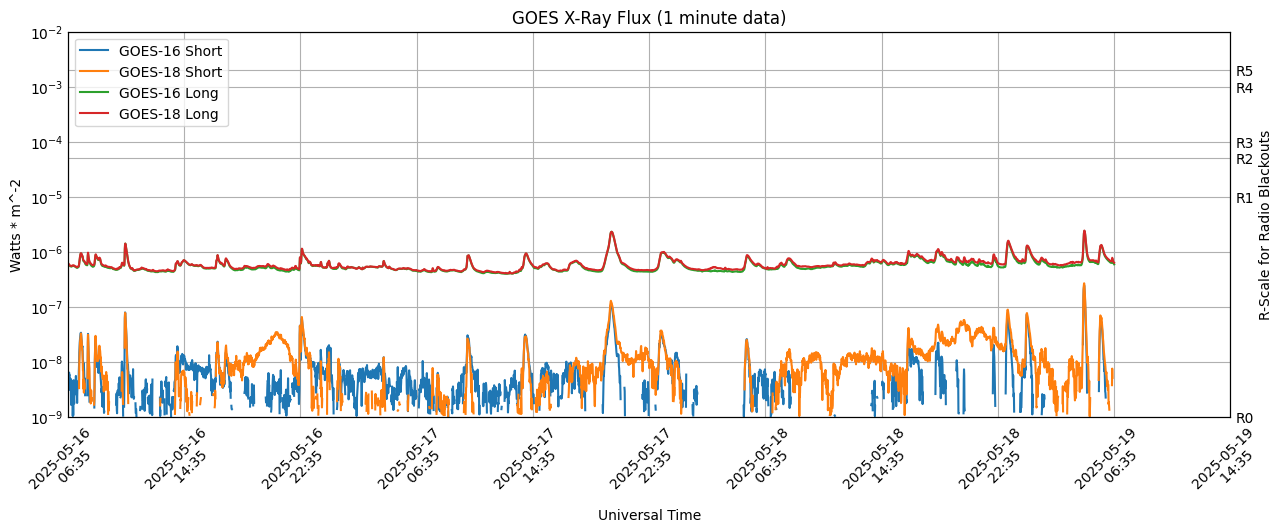 GOES X-Ray Flux (1 minute data)
GOES-16 Short
GOES-18 Short
GOES-16 Long
GOES-18 Long
10^-2
10^-3
10^-4
10^-5
10^-6
10^-7
10^-8
10^-9
Watts * m^-2
R5
R4
R3
R2
R1
R0
R-Scale for Radio Blackouts
2025-05-16
06:35
2025-05-16
14:35
2025-05-16
22:35
2025-05-17
06:35
2025-05-17
14:35
2025-05-17
22:35
2025-05-18
06:35
2025-05-18
14:35
2025-05-18
22:35
2025-05-19
06:35
2025-05-19
14:35
Universal Time